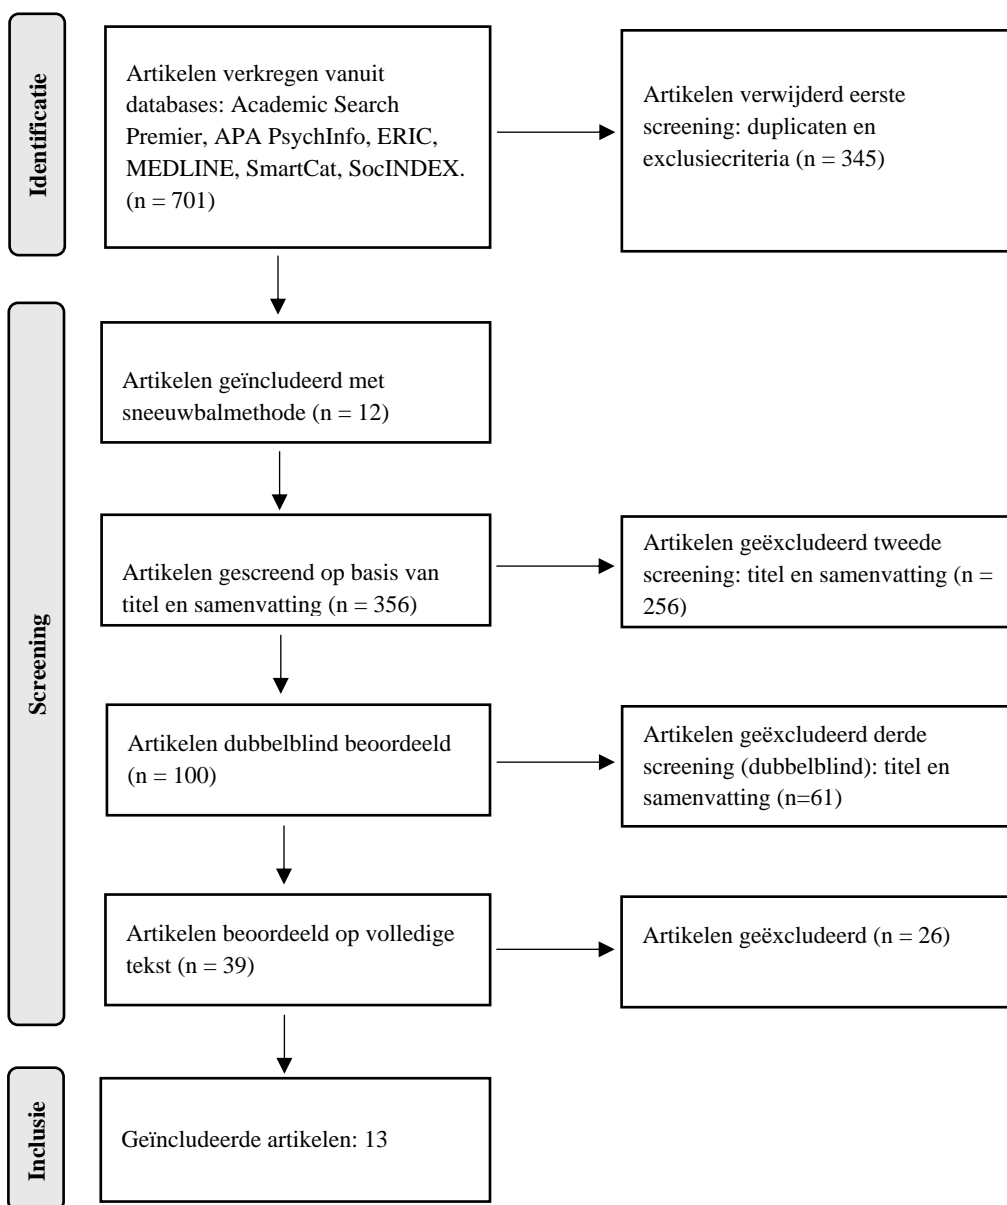 Identificatie
Artikelen verkregen vanuit
databases: Academic Search
Premier, APA PsychInfo, ERIC,
MEDLINE, SmartCat, SocINDEX.
(n = 701)
Artikelen verwijderd eerste
screening: duplicaten en
exclusiecriteria (n = 345)
Screening
Artikelen geïncludeerd met
sneeuwbalmethode (n = 12)
Artikelen gescreend op basis van
titel en samenvatting (n = 356)
Artikelen geëxcludeerd tweede
screening: titel en samenvatting (n =
256)
Artikelen dubbelblind beoordeeld
(n = 100)
Artikelen geëxcludeerd derde
screening (dubbelblind): titel en
samenvatting (n=61)
Artikelen beoordeeld op volledige
tekst (n = 39)
Artikelen geëxcludeerd (n = 26)
Inclusie
Geïncludeerde artikelen: 13